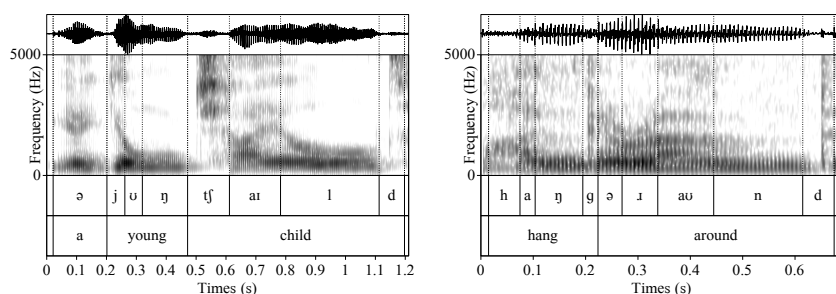 5000
Frequency (Hz)
0
ə j ʊ ŋ tʃ aɪ l d
a young child
0 0.1 0.2 0.3 0.4 0.5 0.6 0.7 0.8 0.9 1 1.1 1.2
Times (s)
5000
Frequency (Hz)
0
h a ŋ ɡ ə ɹ aʊ n d
hang around
0 0.1 0.2 0.3 0.4 0.5 0.6
Times (s)